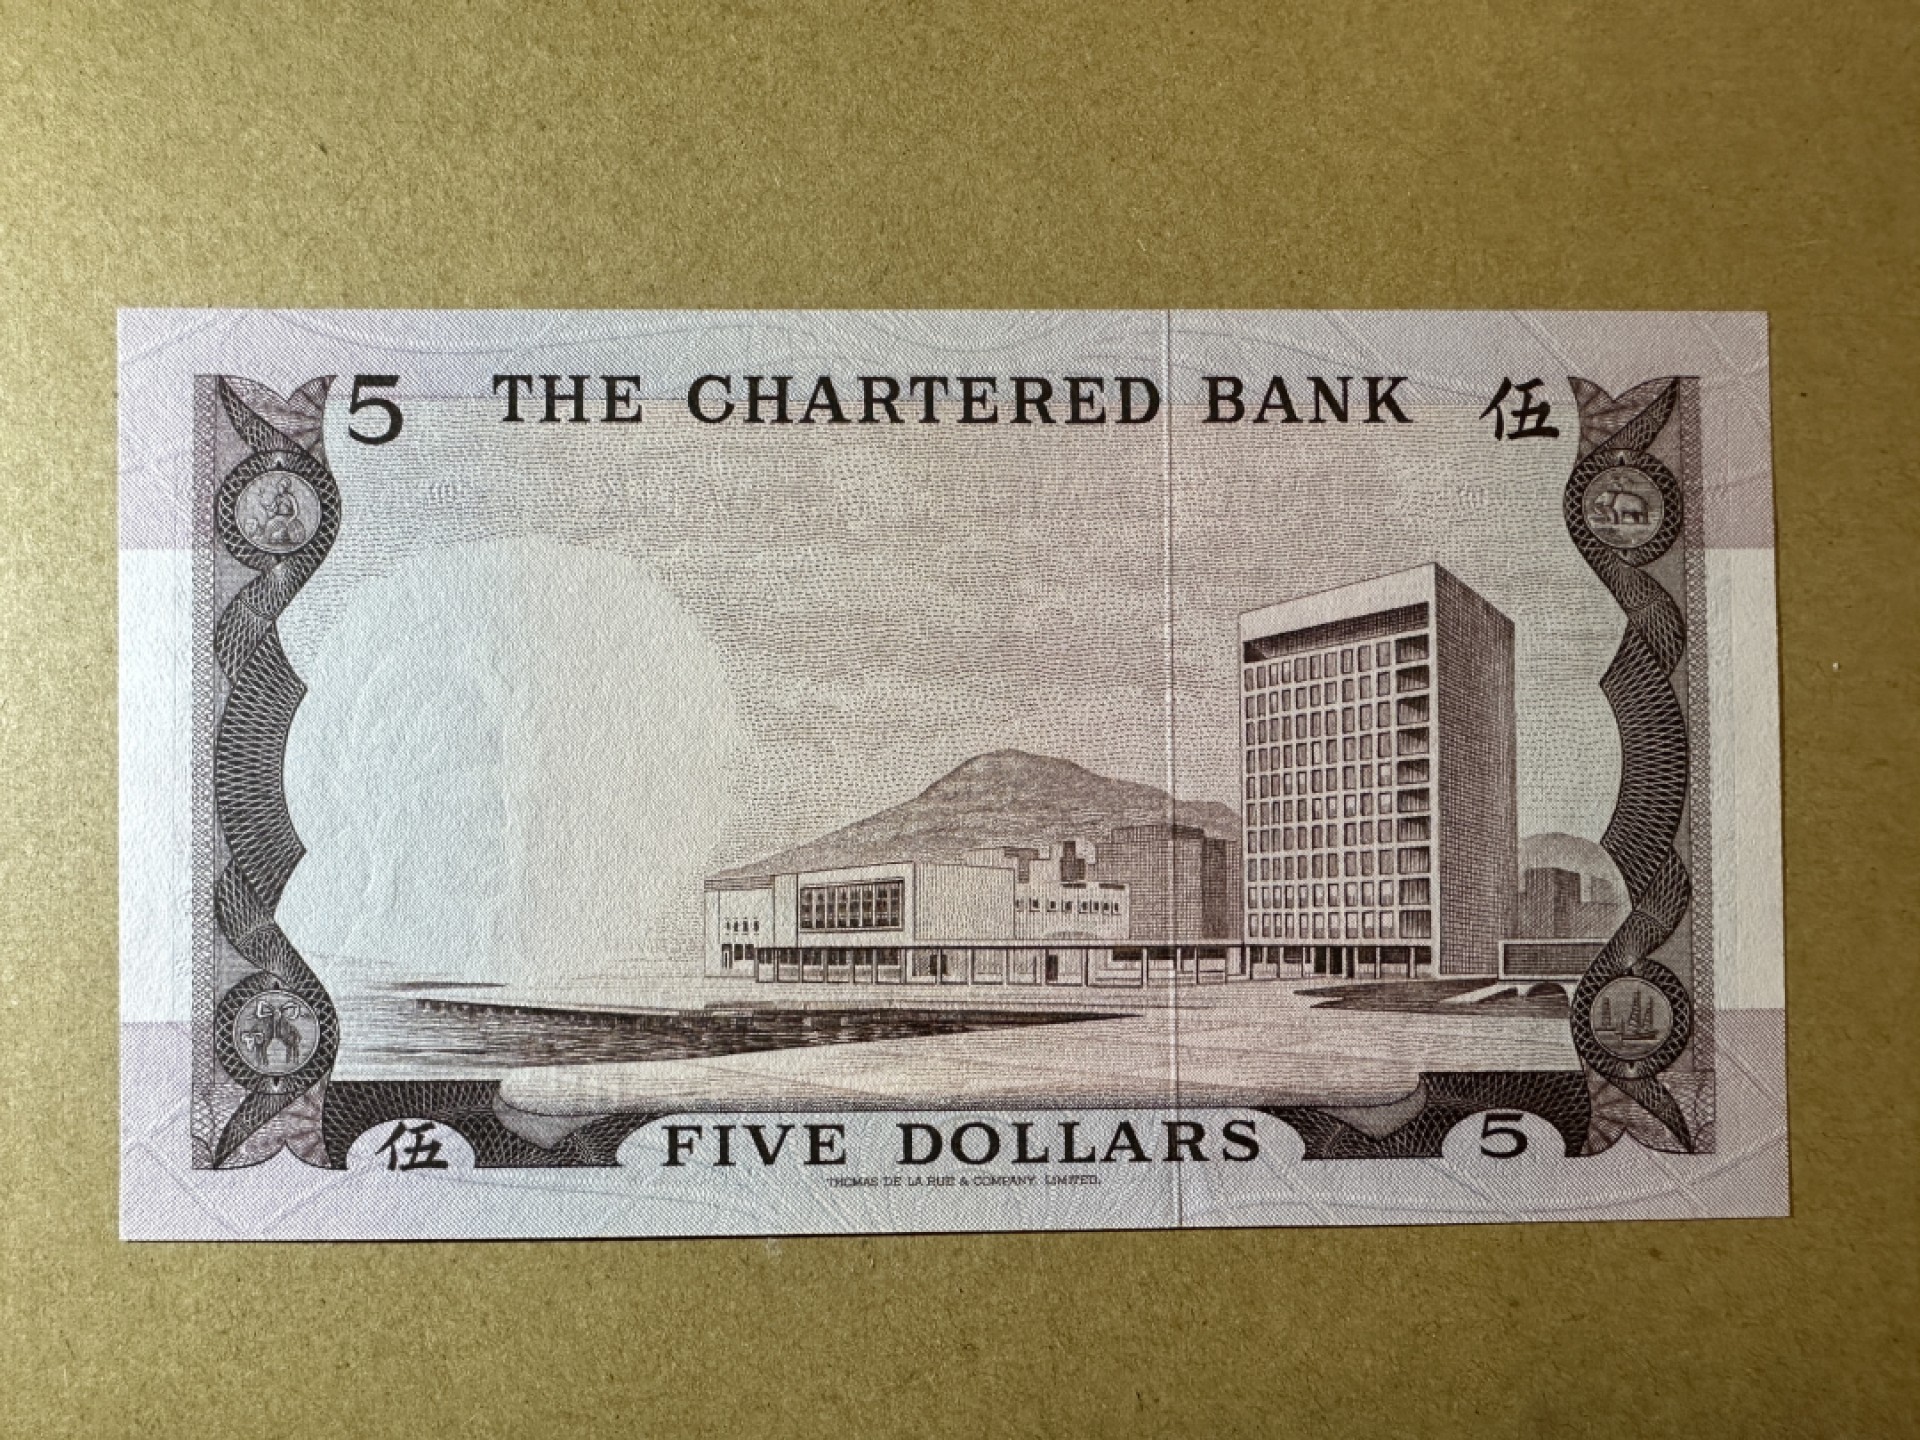 5 THE CHARTERED BANK 伍
伍 FIVE DOLLARS 5
THOMAS DE LA RUE & COMPANY, LIMITED.